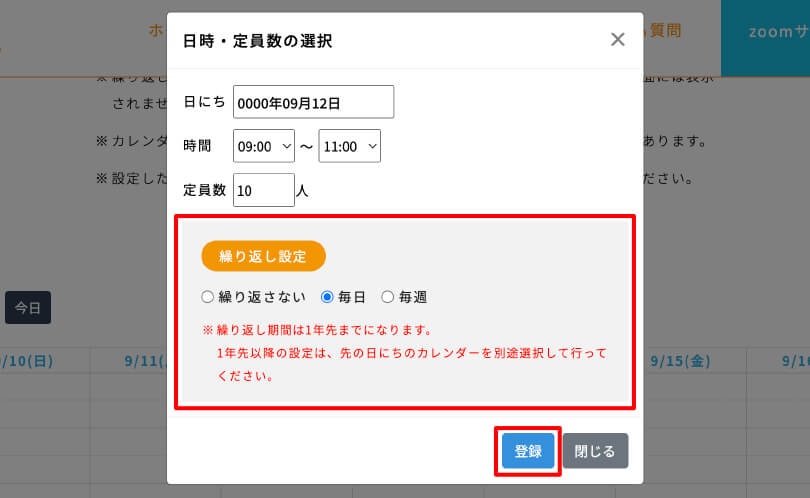 ホ
質問
zoomサ
日時・定員数の選択
※ 繰り返し
面には表示
されませ
日にち 0000年09月12日
※ カレンダ
あります。
時間 09:00 ～ 11:00
※ 設定した
ださい。
定員数 10 人
繰り返し設定
繰り返さない 毎日 毎週
今日
※ 繰り返し期間は1年先までになります。
1年先以降の設定は、先の日にちのカレンダーを別途選択して行って
ください。
/10(日)
9/11(
9/15(金)
9/1
登録 閉じる